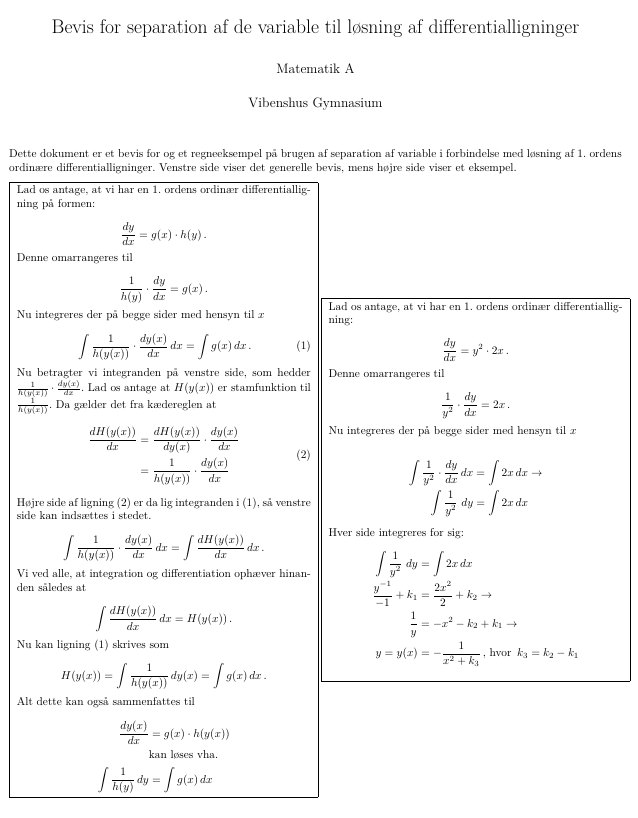 Bevis for separation af de variable til løsning af differentialligninger
Matematik A
Vibenshus Gymnasium
Dette dokument er et bevis for og et regneeksempel på brugen af separation af variable i forbindelse med løsning af 1. ordens
ordinære differentialligninger. Venstre side viser det generelle bevis, mens højre side viser et eksempel.
Lad os antage, at vi har en 1. ordens ordinær differentiallig-
ning på formen:
\frac{dy}{dx} = g(x) \cdot h(y) .
Denne omarrangeres til
\frac{1}{h(y)} \cdot \frac{dy}{dx} = g(x) .
Nu integreres der på begge sider med hensyn til x
\int \frac{1}{h(y(x))} \cdot \frac{dy(x)}{dx} dx = \int g(x) dx . (1)
Nu betragter vi integranden på venstre side, som hedder
\frac{1}{h(y(x))} \cdot \frac{dy(x)}{dx}. Lad os antage at H(y(x)) er stamfunktion til
\frac{1}{h(y(x))}. Da gælder det fra kædereglen at
\frac{dH(y(x))}{dx} = \frac{dH(y(x))}{dy(x)} \cdot \frac{dy(x)}{dx}
= \frac{1}{h(y(x))} \cdot \frac{dy(x)}{dx} (2)
Højre side af ligning (2) er da lig integranden i (1), så venstre
side kan indsættes i stedet.
\int \frac{1}{h(y(x))} \cdot \frac{dy(x)}{dx} dx = \int \frac{dH(y(x))}{dx} dx .
Vi ved alle, at integration og differentiation ophæver hinan-
den således at
\int \frac{dH(y(x))}{dx} dx = H(y(x)) .
Nu kan ligning (1) skrives som
H(y(x)) = \int \frac{1}{h(y(x))} dy(x) = \int g(x) dx .
Alt dette kan også sammenfattes til
\frac{dy(x)}{dx} = g(x) \cdot h(y(x))
kan løses vha.
\int \frac{1}{h(y)} dy = \int g(x) dx
Lad os antage, at vi har en 1. ordens ordinær differentiallig-
ning:
\frac{dy}{dx} = y^2 \cdot 2x .
Denne omarrangeres til
\frac{1}{y^2} \cdot \frac{dy}{dx} = 2x .
Nu integreres der på begge sider med hensyn til x
\int \frac{1}{y^2} \cdot \frac{dy}{dx} dx = \int 2x dx →
\int \frac{1}{y^2} dy = \int 2x dx
Hver side integreres for sig:
\int \frac{1}{y^2} dy = \int 2x dx
\frac{y^{-1}}{-1} + k_1 = \frac{2x^2}{2} + k_2 →
\frac{1}{y} = -x^2 - k_2 + k_1 →
y = y(x) = -\frac{1}{x^2 + k_3} , hvor k_3 = k_2 - k_1